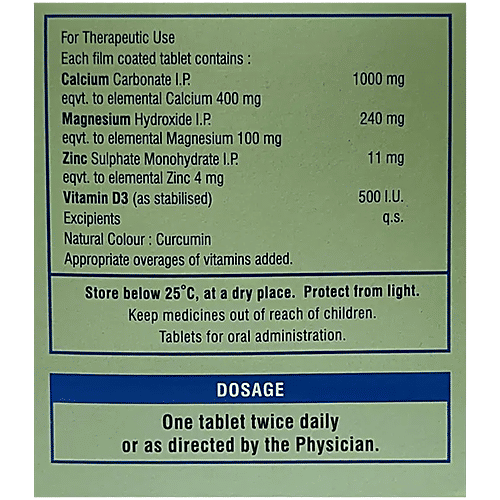 For Therapeutic Use
Each film coated tablet contains :
Calcium Carbonate I.P. 1000 mg
eqvt. to elemental Calcium 400 mg
Magnesium Hydroxide I.P. 240 mg
eqvt. to elemental Magnesium 100 mg
Zinc Sulphate Monohydrate I.P. 11 mg
eqvt. to elemental Zinc 4 mg
Vitamin D3 (as stabilised) 500 I.U.
Excipients q.s.
Natural Colour : Curcumin
Appropriate overages of vitamins added.
Store below 25°C, at a dry place. Protect from light.
Keep medicines out of reach of children.
Tablets for oral administration.
DOSAGE
One tablet twice daily
or as directed by the Physician.